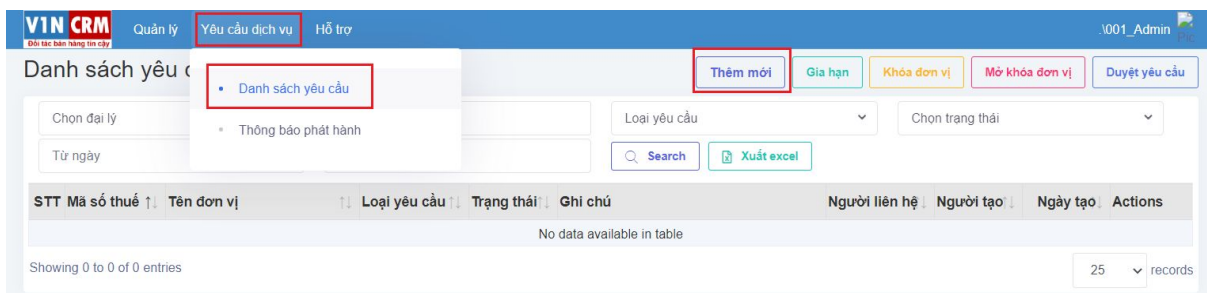 V1N CRM
Đối tác bán hàng tin cậy
Quản lý Yêu cầu dịch vụ Hỗ trợ .\001_Admin
Danh sách yêu
Thêm mới Gia hạn Khóa đơn vị Mở khóa đơn vị Duyệt yêu cầu
Danh sách yêu cầu
Thông báo phát hành
Chọn đại lý Loại yêu cầu Chọn trạng thái
Từ ngày Search Xuất excel
STT Mã số thuế Tên đơn vị Loại yêu cầu Trạng thái Ghi chú Người liên hệ Người tạo Ngày tạo Actions
No data available in table
Showing 0 to 0 of 0 entries 25 records